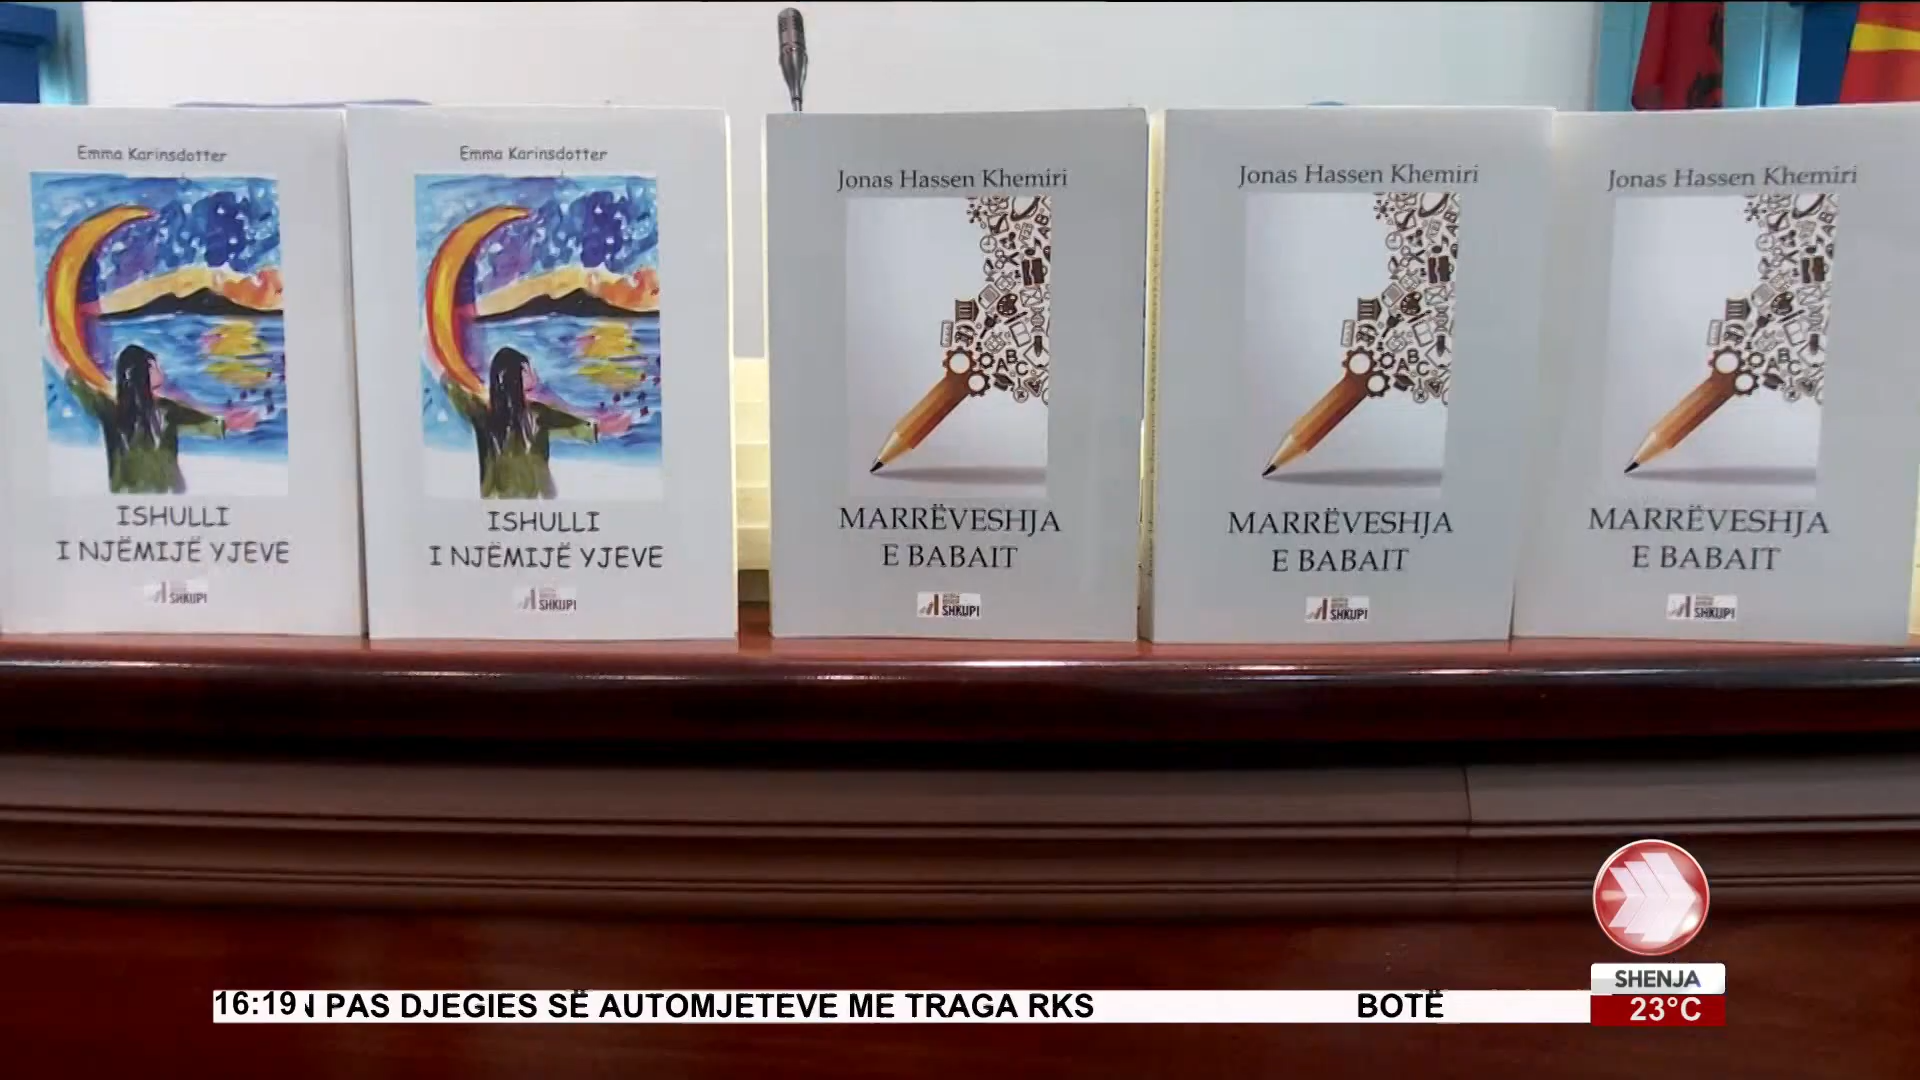 Emma Karinsdotter
ISHULLI
I NJËMIJË YJEVE
SHKUPI
Emma Karinsdotter
ISHULLI
I NJËMIJË YJEVE
SHKUPI
Jonas Hassen Khemiri
MARRËVESHJA
E BABAIT
SHKUPI
Jonas Hassen Khemiri
MARRËVESHJA
E BABAIT
SHKUPI
Jonas Hassen Khemiri
MARRËVESHJA
E BABAIT
SHKUPI
SHENJA
16:19 PAS DJEGIES SË AUTOMJETEVE ME TRAGA RKS BOTË
23°C